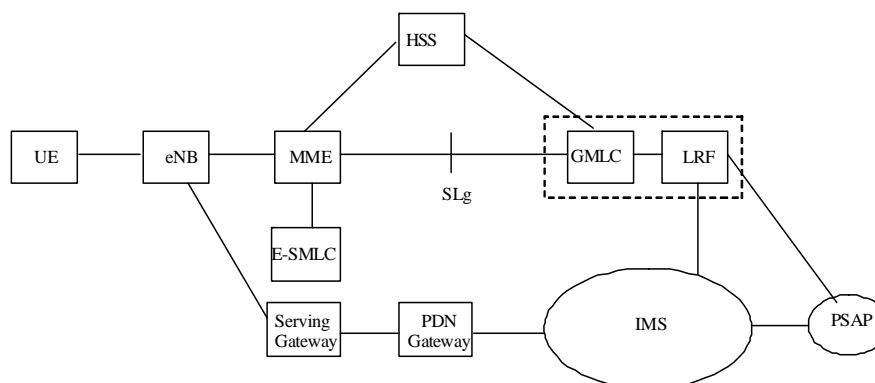 HSS
UE
eNB
MME
GMLC
LRF
SLg
E-SMLC
Serving
Gateway
PDN
Gateway
IMS
PSAP